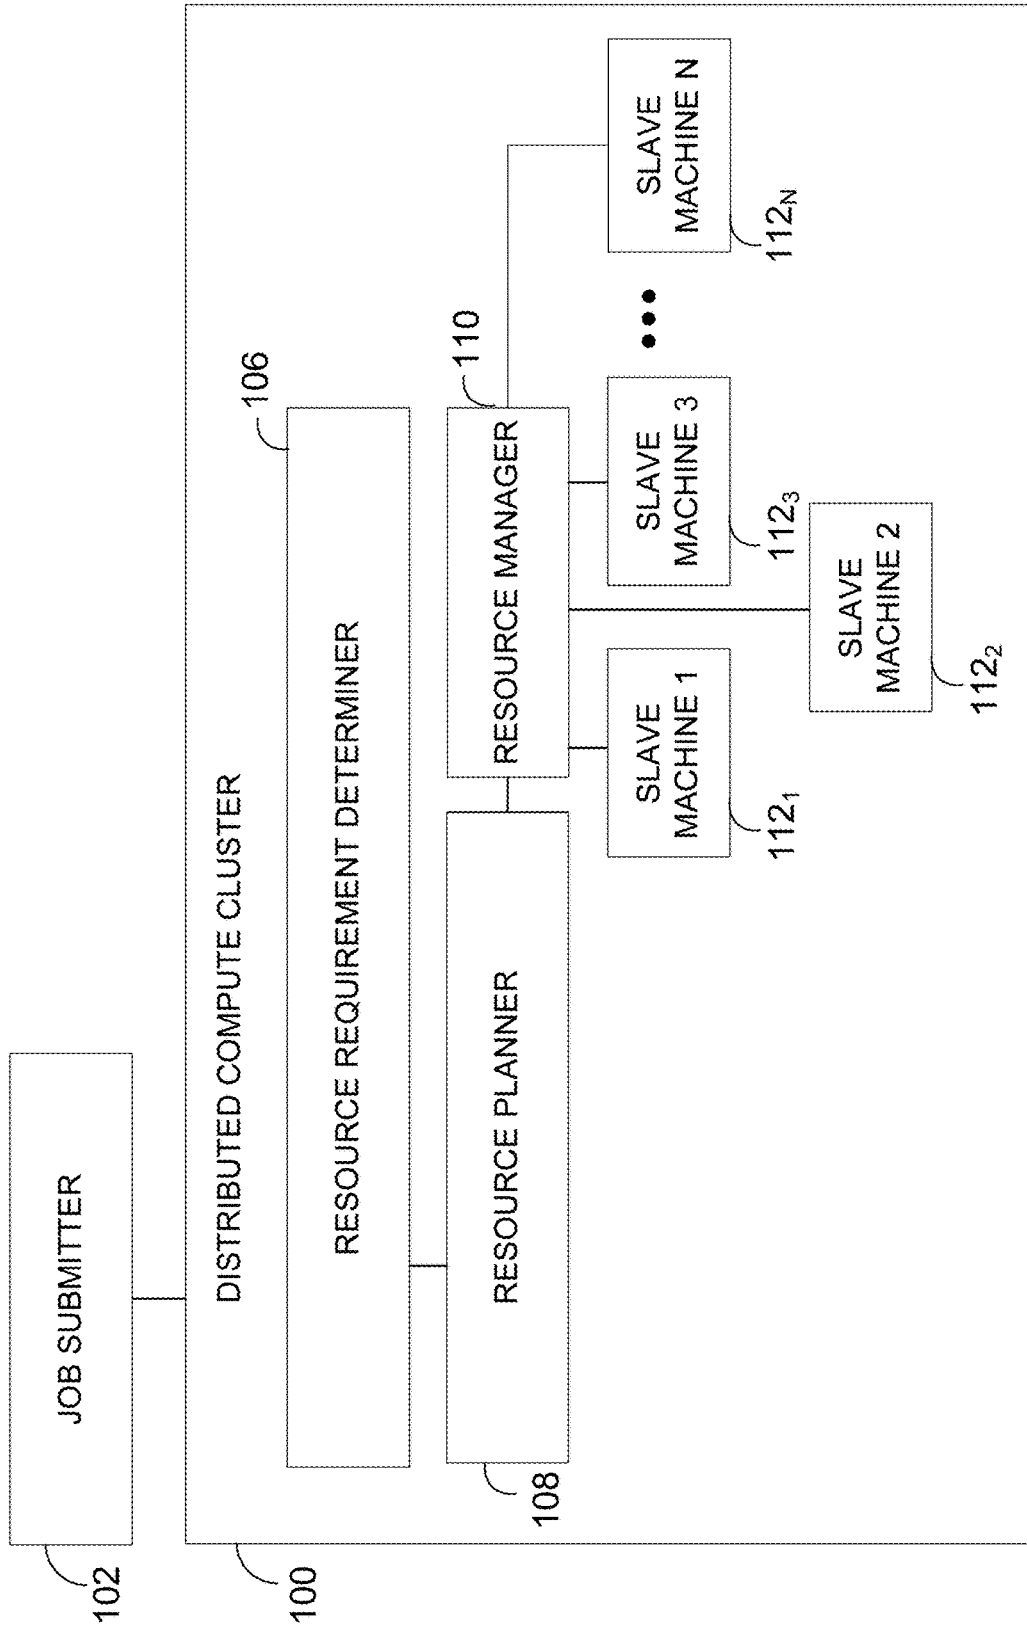 JOB SUBMITTER
102
100
DISTRIBUTED COMPUTE CLUSTER
106
RESOURCE REQUIREMENT DETERMINER
108
RESOURCE PLANNER
RESOURCE MANAGER
110
SLAVE
MACHINE 1
112₁
SLAVE
MACHINE 2
112₂
SLAVE
MACHINE 3
112₃
•••
SLAVE
MACHINE N
112N